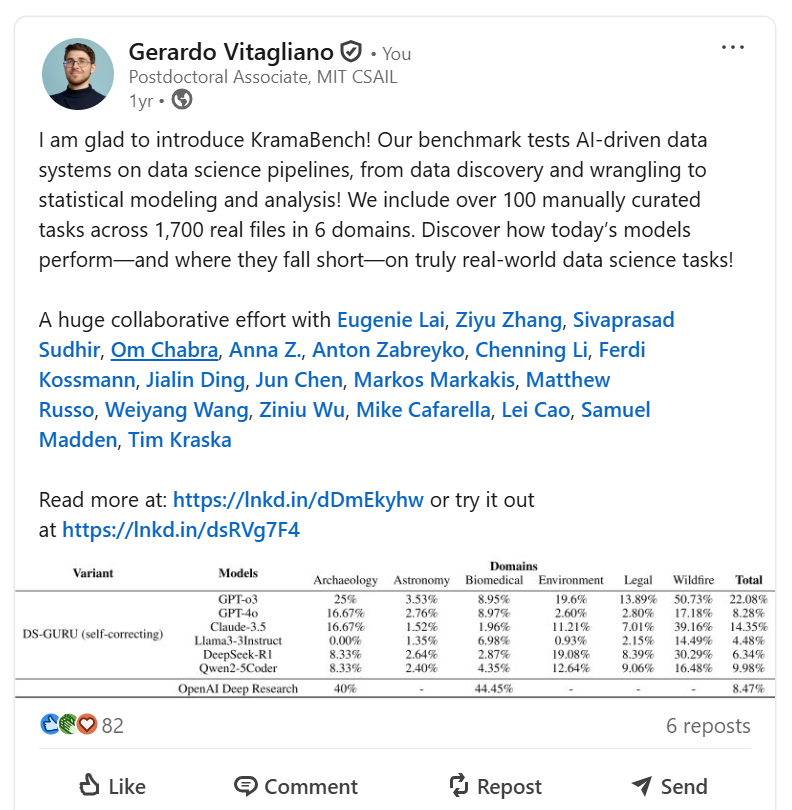 Gerardo Vitagliano • You
Postdoctoral Associate, MIT CSAIL
1yr •
I am glad to introduce KramaBench! Our benchmark tests AI-driven data
systems on data science pipelines, from data discovery and wrangling to
statistical modeling and analysis! We include over 100 manually curated
tasks across 1,700 real files in 6 domains. Discover how today's models
perform—and where they fall short—on truly real-world data science tasks!
A huge collaborative effort with Eugenie Lai, Ziyu Zhang, Sivaprasad
Sudhir, Om Chabra, Anna Z., Anton Zabreyko, Chenning Li, Ferdi
Kossmann, Jialin Ding, Jun Chen, Markos Markakis, Matthew
Russo, Weiyang Wang, Ziniu Wu, Mike Cafarella, Lei Cao, Samuel
Madden, Tim Kraska
Read more at: https://lnkd.in/dDmEkyhw or try it out
at https://lnkd.in/dsRVg7F4
Variant Models Domains
Archaeology Astronomy Biomedical Environment Legal Wildfire Total
GPT-o3 25% 3.53% 8.95% 19.6% 13.89% 50.73% 22.08%
GPT-4o 16.67% 2.76% 8.97% 2.60% 2.80% 17.18% 8.28%
DS-GURU (self-correcting) Claude-3.5 16.67% 1.52% 1.96% 11.21% 7.01% 39.16% 14.35%
Llama3-3Instruct 0.00% 1.35% 6.98% 0.93% 2.15% 14.49% 4.48%
DeepSeek-R1 8.33% 2.64% 2.87% 19.08% 8.39% 30.29% 6.34%
Qwen2-5Coder 8.33% 2.40% 4.35% 12.64% 9.06% 16.48% 9.98%
OpenAI Deep Research 40% - 44.45% - - - 8.47%
82 6 reposts
Like Comment Repost Send